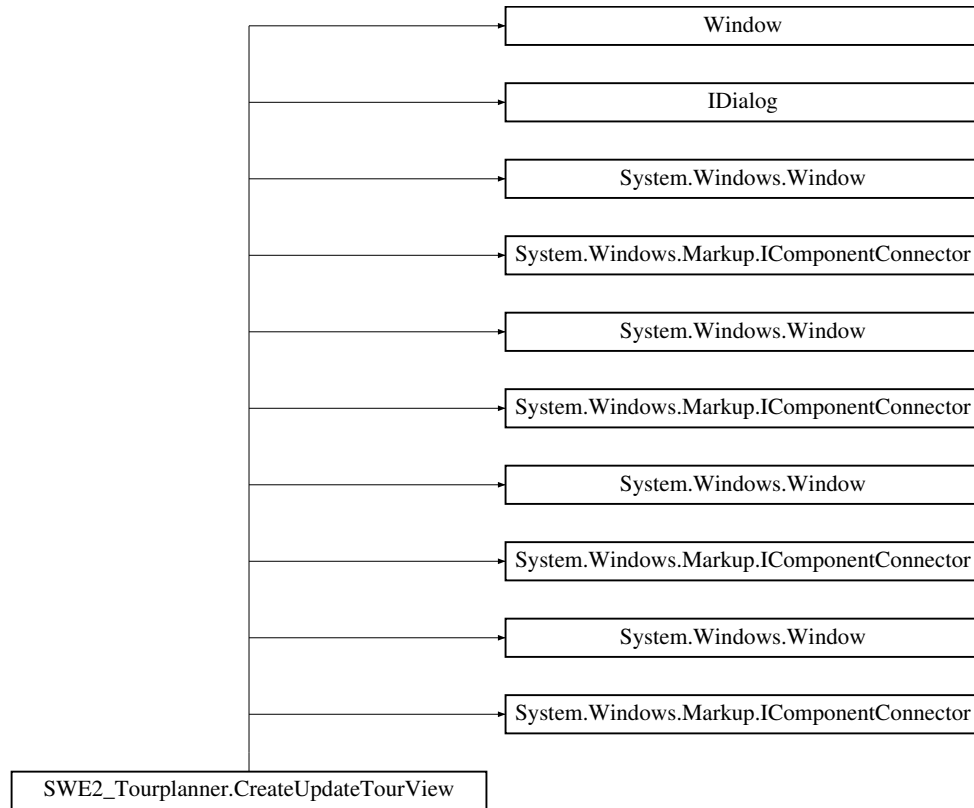 Window
IDialog
System.Windows.Window
System.Windows.Markup.IComponentConnector
System.Windows.Window
System.Windows.Markup.IComponentConnector
System.Windows.Window
System.Windows.Markup.IComponentConnector
System.Windows.Window
System.Windows.Markup.IComponentConnector
SWE2_Tourplanner.CreateUpdateTourView